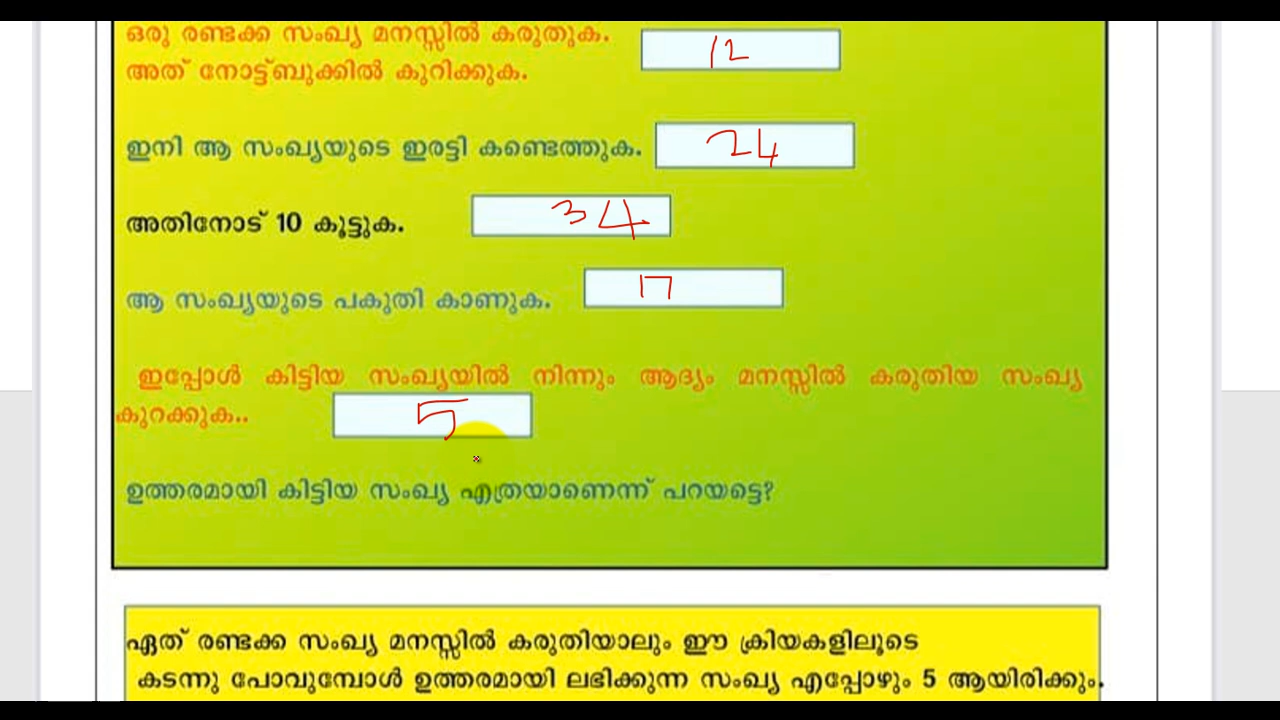 ഒരു രണ്ടക്ക സംഖ്യ മനസ്സിൽ കരുതുക.
12
അത് നോട്ട്ബുക്കിൽ കുറിക്കുക.
ഇനി ആ സംഖ്യയുടെ ഇരട്ടി കണ്ടെത്തുക. 24
അതിനോട് 10 കൂട്ടുക. 34
ആ സംഖ്യയുടെ പകുതി കാണുക. 17
ഇപ്പോൾ കിട്ടിയ സംഖ്യയിൽ നിന്നും ആദ്യം മനസ്സിൽ കരുതിയ സംഖ്യ
കുറക്കുക.. 5
ഉത്തരമായി കിട്ടിയ സംഖ്യ എത്രയാണെന്ന് പറയട്ടെ?
ഏത് രണ്ടക്ക സംഖ്യ മനസ്സിൽ കരുതിയാലും ഈ ക്രിയകളിലൂടെ
കടന്നു പോവുമ്പോൾ ഉത്തരമായി ലഭിക്കുന്ന സംഖ്യ എപ്പോഴും 5 ആയിരിക്കും.